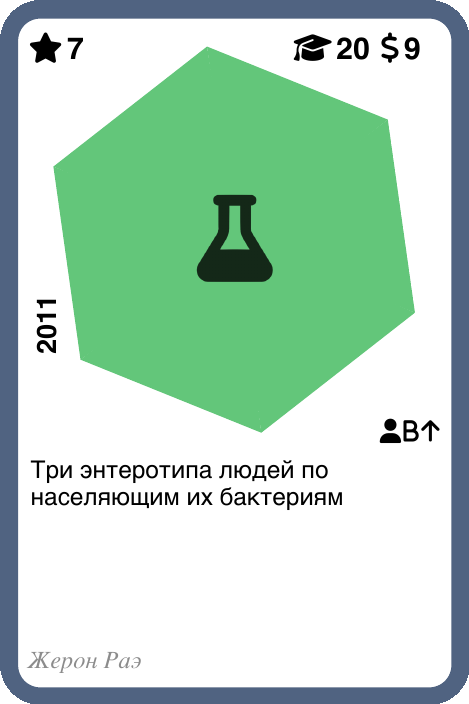 7 20 $9
2011
B↑
Три энтеротипа людей по
населяющим их бактериям
Жерон Раэ